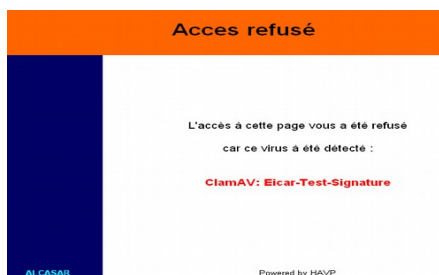 Acces refusé
L'accès à cette page vous a été refusé
car ce virus à été détecté :
ClamAV: Eicar-Test-Signature
ALCASAR
Powered by HAVP